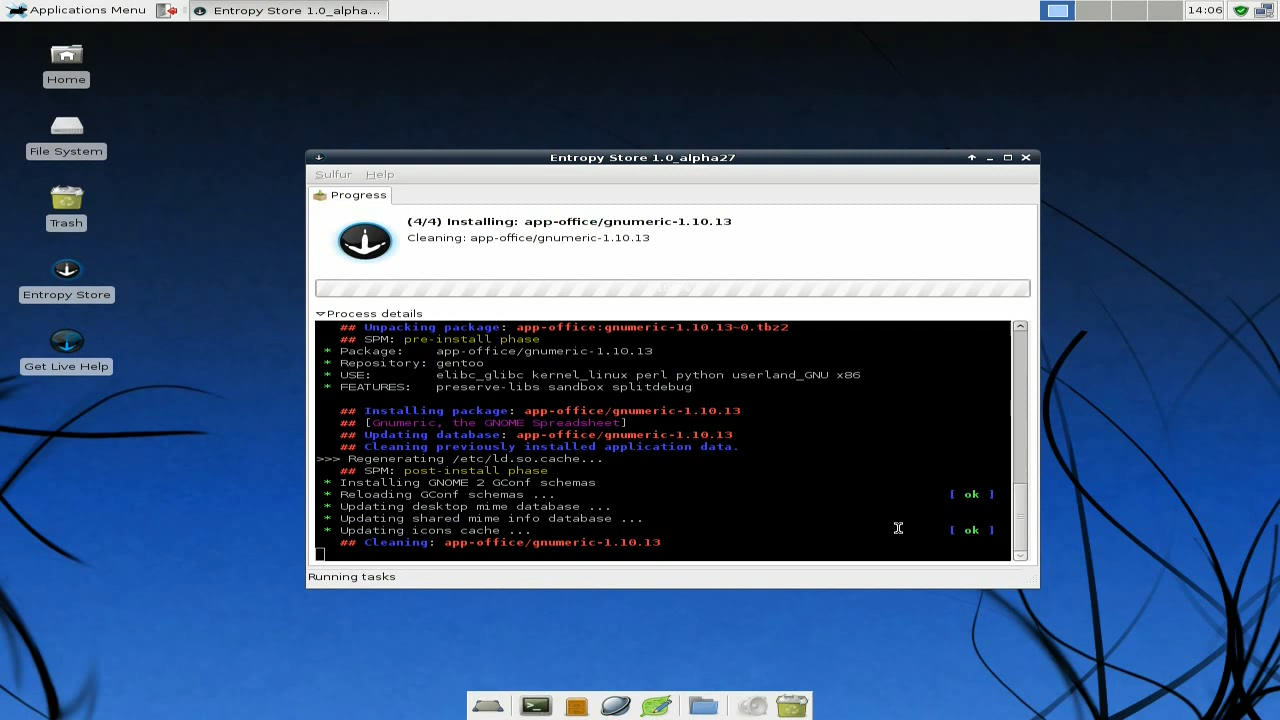 Applications Menu
Entropy Store 1.0_alpha...
14:06
Home
File System
Trash
Entropy Store
Get Live Help
Entropy Store 1.0_alpha27
Sulfur Help
Progress
(4/4) Installing: app-office/gnumeric-1.10.13
Cleaning: app-office/gnumeric-1.10.13
Process details
## Unpacking package: app-office:gnumeric-1.10.13~0.tbz2
## SPM: pre-install phase
* Package: app-office/gnumeric-1.10.13
* Repository: gentoo
* USE: elibc_glibc kernel_linux perl python userland_GNU x86
* FEATURES: preserve-libs sandbox splitdebug
## Installing package: app-office/gnumeric-1.10.13
## [Gnumeric, the GNOME Spreadsheet]
## Updating database: app-office/gnumeric-1.10.13
## Cleaning previously installed application data.
>>> Regenerating /etc/ld.so.cache...
## SPM: post-install phase
* Installing GNOME 2 GConf schemas
* Reloading GConf schemas ... [ ok ]
* Updating desktop mime database ...
* Updating shared mime info database ...
* Updating icons cache ... [ ok ]
## Cleaning: app-office/gnumeric-1.10.13
Running tasks